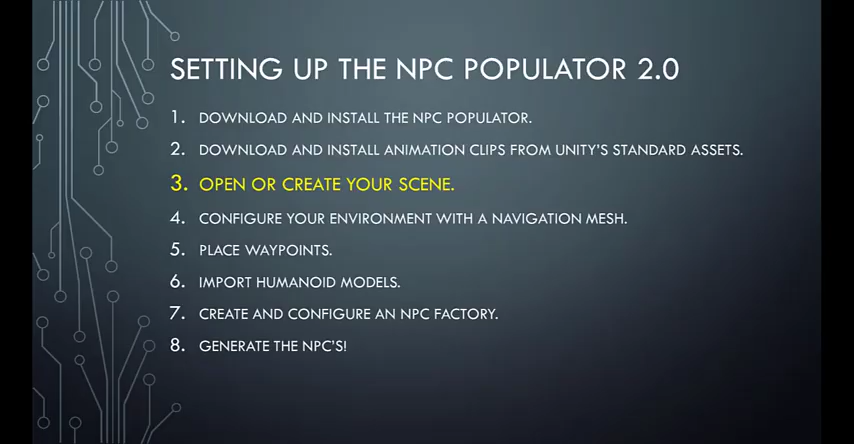 SETTING UP THE NPC POPULATOR 2.0
1. DOWNLOAD AND INSTALL THE NPC POPULATOR.
2. DOWNLOAD AND INSTALL ANIMATION CLIPS FROM UNITY'S STANDARD ASSETS.
3. OPEN OR CREATE YOUR SCENE.
4. CONFIGURE YOUR ENVIRONMENT WITH A NAVIGATION MESH.
5. PLACE WAYPOINTS.
6. IMPORT HUMANOID MODELS.
7. CREATE AND CONFIGURE AN NPC FACTORY.
8. GENERATE THE NPC'S!